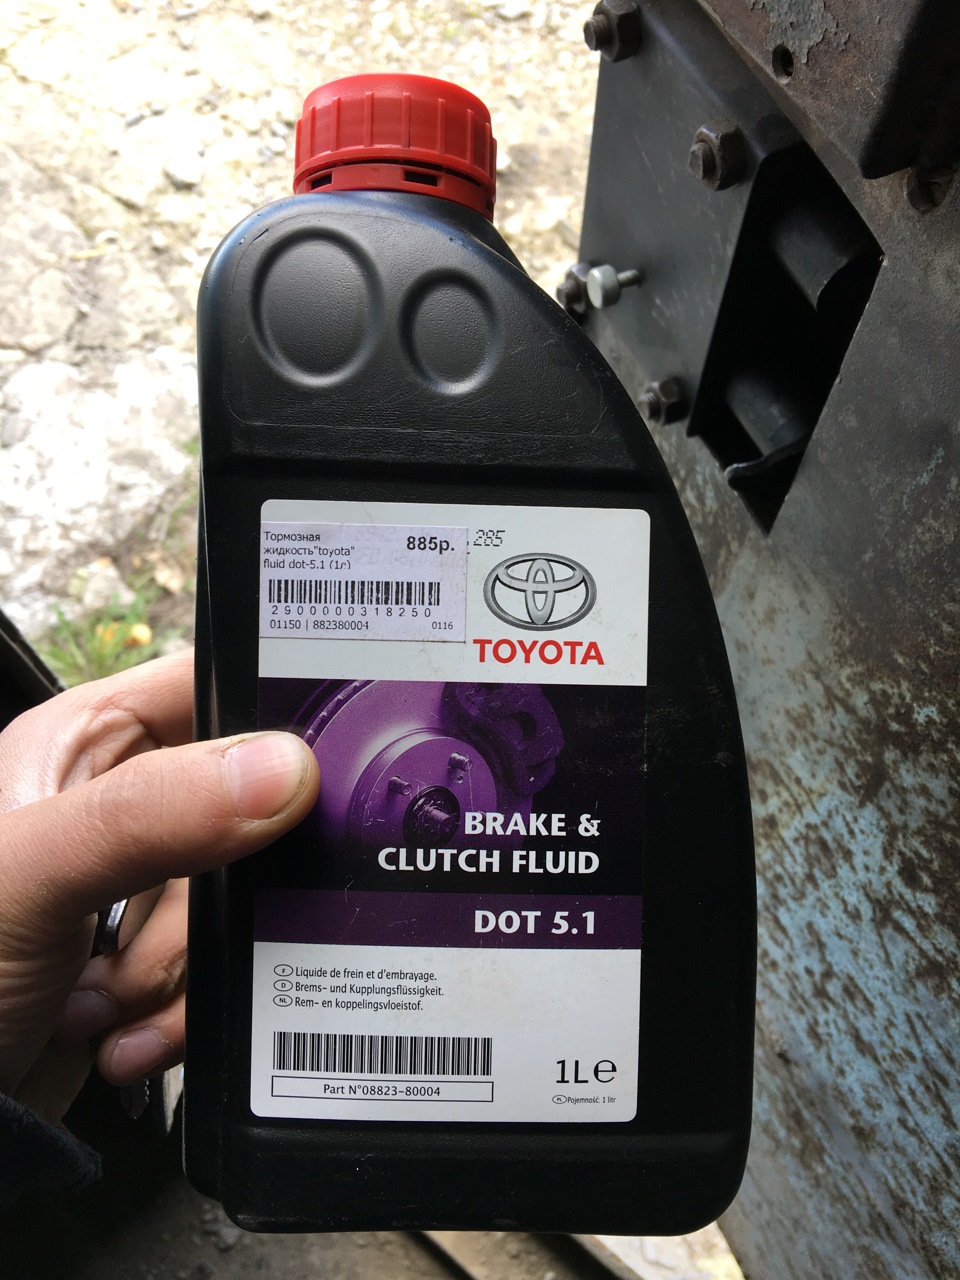 Тормозная
жидкость"toyota"
fluid dot-5.1 (1л)
885р.
285
2900000318250
01150 | 882380004 0116
TOYOTA
BRAKE &
CLUTCH FLUID
DOT 5.1
F Liquide de frein et d'embrayage.
D Brems- und Kupplungsflüssigkeit.
NL Rem- en koppelingsvloeistof.
Part N°08823-80004
1L e
PL Pojemność: 1 litr